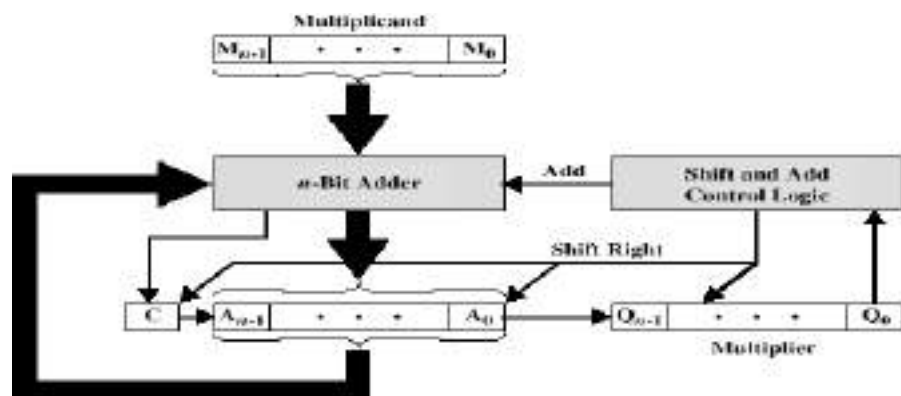 Multiplicand
Mn-1 • • • M0
n-Bit Adder
Add
Shift and Add
Control Logic
Shift Right
C
An-1 • • • A0
Qn-1 • • • Q0
Multiplier